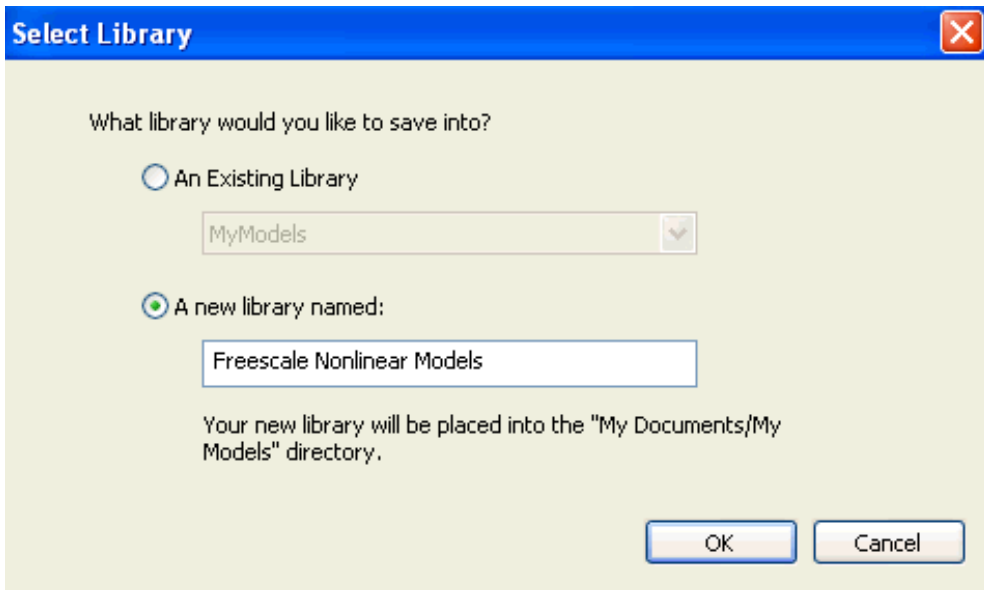 Select Library
What library would you like to save into?
An Existing Library
MyModels
A new library named:
Freescale Nonlinear Models
Your new library will be placed into the "My Documents/My
Models" directory.
OK
Cancel